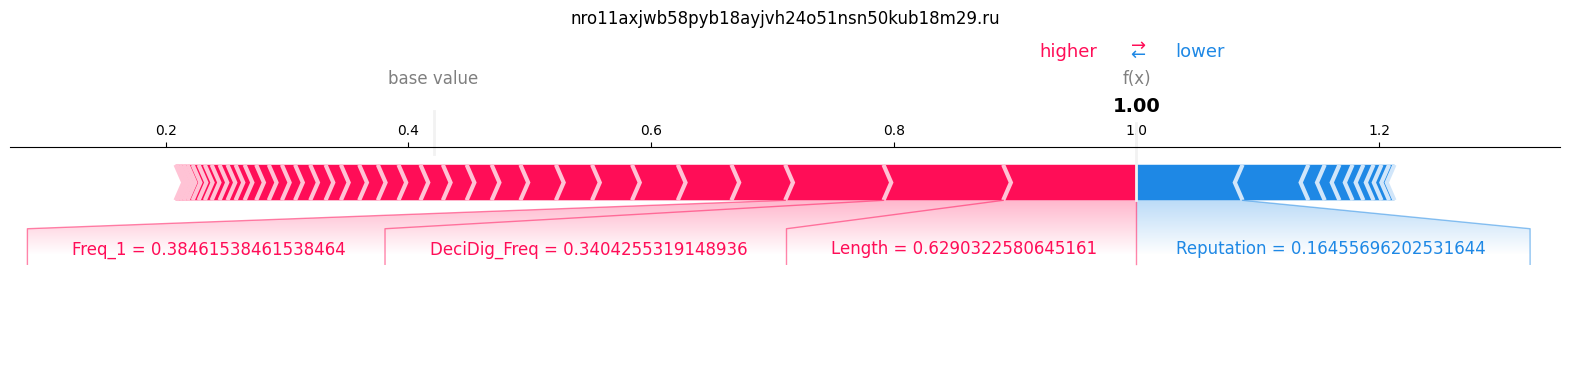 nro11axjwb58pyb18ayjvh24o51nsn50kub18m29.ru
higher ⇄ lower
base value f(x)
1.00
0.2 0.4 0.6 0.8 1 0 1.2
Freq_1 = 0.38461538461538464 DeciDig_Freq = 0.3404255319148936 Length = 0.6290322580645161 Reputation = 0.16455696202531644